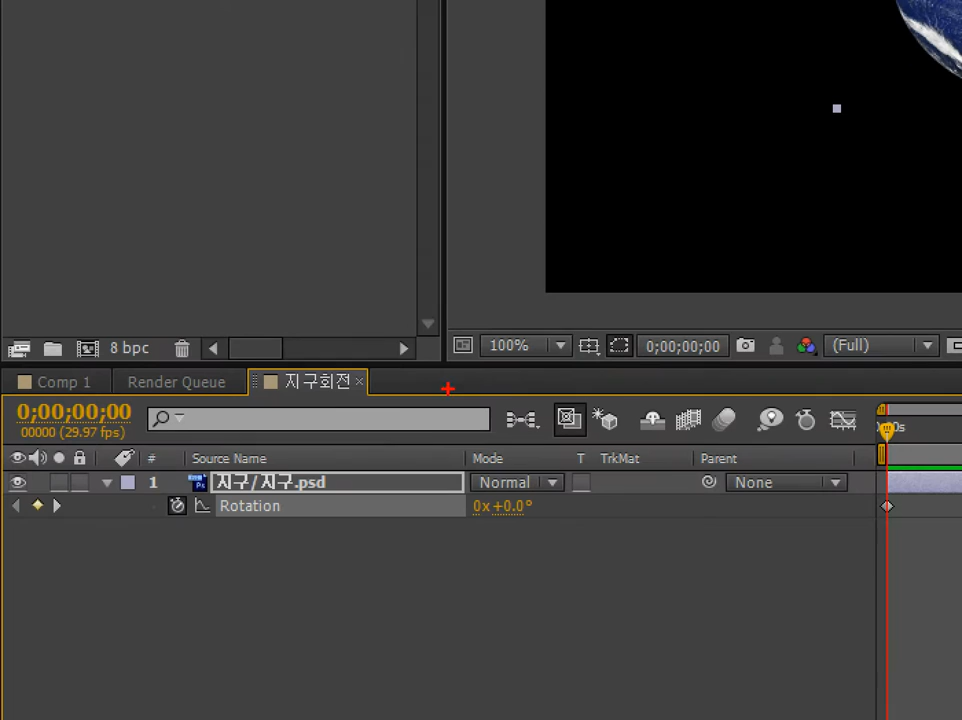 8 bpc
100%
0;00;00;00
(Full)
Comp 1
Render Queue
지구회전
0;00;00;00
00000 (29.97 fps)
#
Source Name
Mode
T
TrkMat
Parent
1
지구/지구.psd
Normal
None
Rotation
0x+0.0°